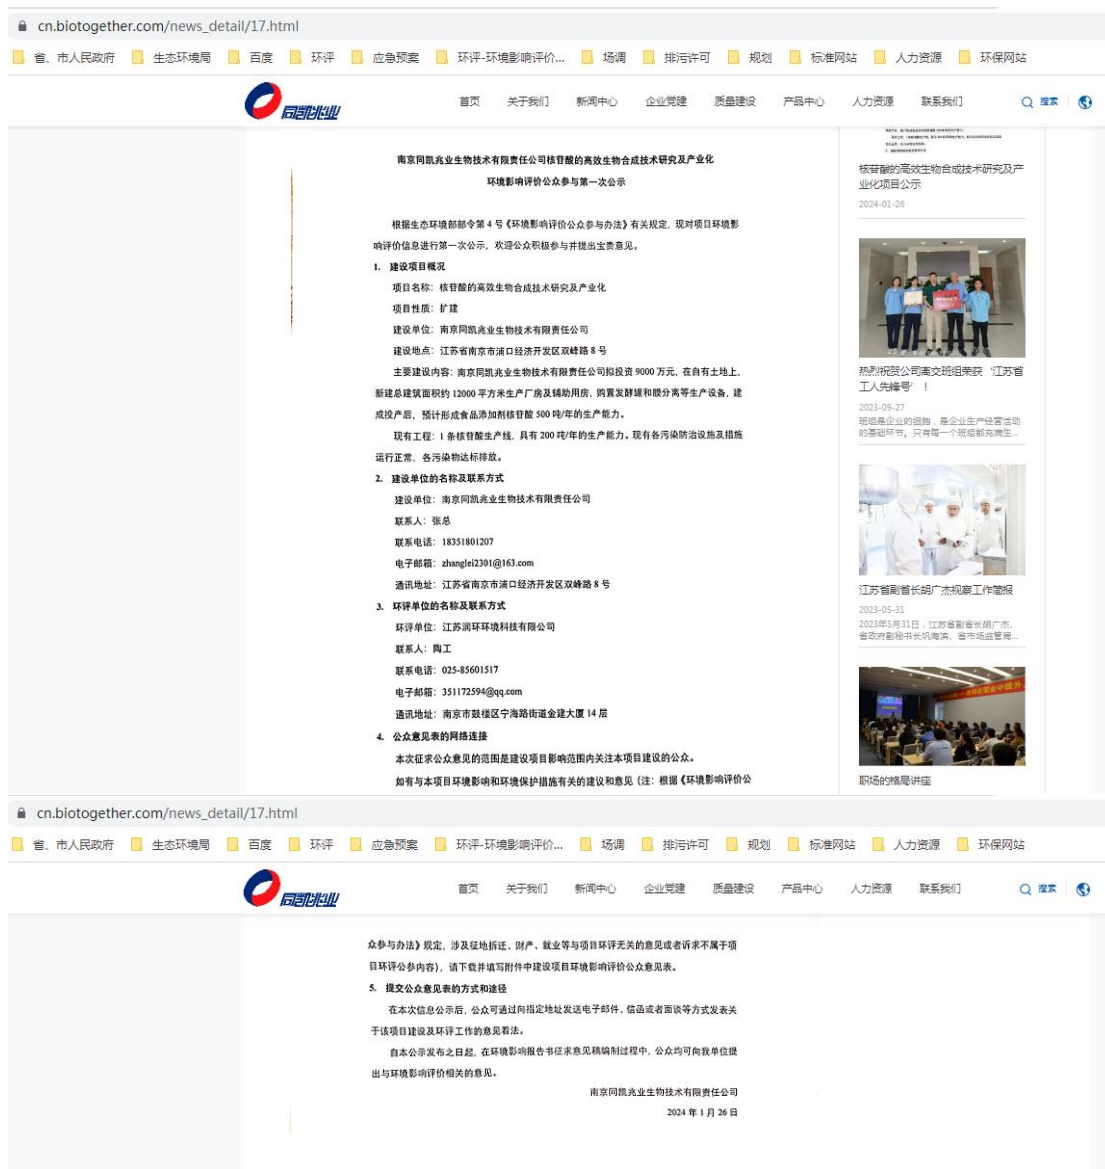 cn.biotogether.com/news_detail/17.html
省、市人民政府 生态环境局 百度 环评 应急预案 环评-环境影响评价... 场调 排污许可 规划 标准网站 人力资源 环保网站
同凯兆业 首页 关于我们 新闻中心 企业党建 质量建设 产品中心 人力资源 联系我们 搜索
南京同凯兆业生物技术有限责任公司核苷酸的高效生物合成技术研究及产业化
环境影响评价公众参与第一次公示
根据生态环境部部令第 4 号《环境影响评价公众参与办法》有关规定,现对项目环境影
响评价信息进行第一次公示,欢迎公众积极参与并提出宝贵意见。
1. 建设项目概况
项目名称:核苷酸的高效生物合成技术研究及产业化
项目性质:扩建
建设单位:南京同凯兆业生物技术有限责任公司
建设地点:江苏省南京市浦口经济开发区双峰路 8 号
主要建设内容:南京同凯兆业生物技术有限责任公司拟投资 9000 万元,在自有土地上,
新建总建筑面积约 12000 平方米生产厂房及辅助用房,购置发酵罐和膜分离等生产设备,建
成投产后,预计形成食品添加剂核苷酸 500 吨/年的生产能力。
现有工程:1 条核苷酸生产线,具有 200 吨/年的生产能力。现有各污染防治设施及措施
运行正常,各污染物达标排放。
2. 建设单位的名称及联系方式
建设单位:南京同凯兆业生物技术有限责任公司
联系人:张总
联系电话:18351801207
电子邮箱:zhanglei2301@163.com
通讯地址:江苏省南京市浦口经济开发区双峰路 8 号
3. 环评单位的名称及联系方式
环评单位:江苏润环环境科技有限公司
联系人:陶工
联系电话:025-85601517
电子邮箱:351172594@qq.com
通讯地址:南京市鼓楼区宁海路街道金建大厦 14 层
4. 公众意见表的网络连接
本次征求公众意见的范围是建设项目影响范围内关注本项目建设的公众。
如有与本项目环境影响和环境保护措施有关的建议和意见(注:根据《环境影响评价公
核苷酸的高效生物合成技术研究及产
业化项目公示
2024-01-26
热烈祝贺公司离交班组荣获‘江苏省
工人先锋号’!
2023-09-27
班组是企业的细胞,是企业生产经营活动
的基础环节。只有每一个班组都充满生...
江苏省副省长胡广杰视察工作简报
2023-05-31
2023年5月31日,江苏省副省长胡广杰、
省政府副秘书长巩海滨、省市场监管局...
职场的格局讲座
cn.biotogether.com/news_detail/17.html
省、市人民政府 生态环境局 百度 环评 应急预案 环评-环境影响评价... 场调 排污许可 规划 标准网站 人力资源 环保网站
同凯兆业 首页 关于我们 新闻中心 企业党建 质量建设 产品中心 人力资源 联系我们 搜索
众参与办法》规定,涉及征地拆迁、财产、就业等与项目环评无关的意见或者诉求不属于项
目环评公参内容),请下载并填写附件中建设项目环境影响评价公众意见表。
5. 提交公众意见表的方式和途径
在本次信息公示后,公众可通过向指定地址发送电子邮件、信函或者面谈等方式发表关
于该项目建设及环评工作的意见看法。
自本公示发布之日起,在环境影响报告书征求意见稿编制过程中,公众均可向我单位提
出与环境影响评价相关的意见。
南京同凯兆业生物技术有限责任公司
2024 年 1 月 26 日